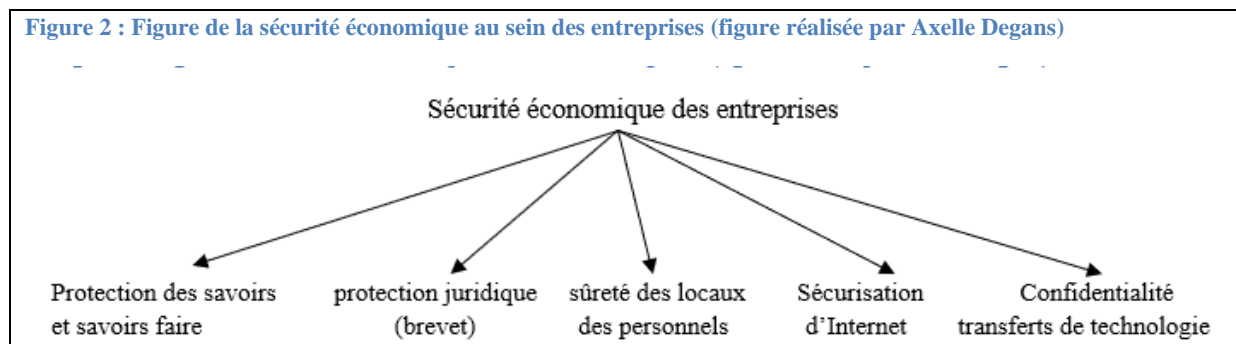 Figure 2 : Figure de la sécurité économique au sein des entreprises (figure réalisée par Axelle Degans)
Sécurité économique des entreprises
Protection des savoirs
et savoirs faire
protection juridique
(brevet)
sûreté des locaux
des personnels
Sécurisation
d’Internet
Confidentialité
transferts de technologie